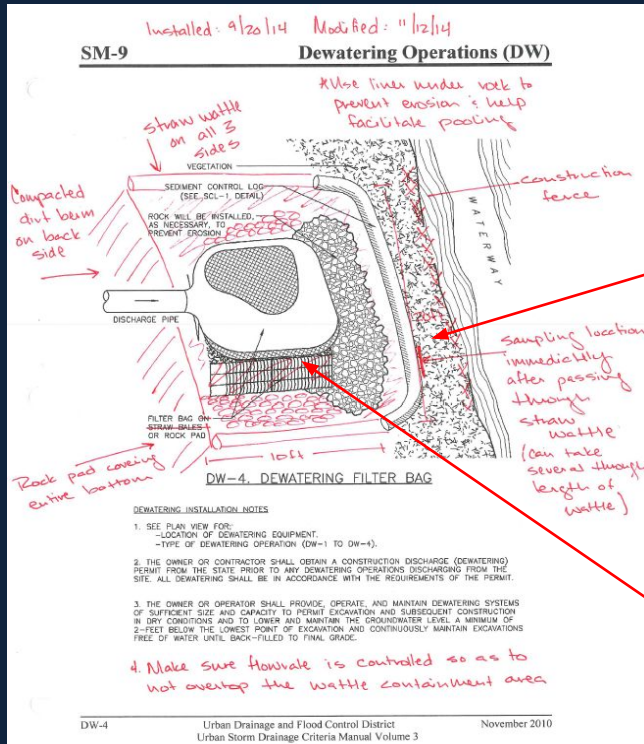 Installed: 9/20/14 Modified: 11/12/14
SM-9
Dewatering Operations (DW)
*Use liner under rock to
prevent erosion & help
facilitate pooling
straw wattle
on all 3
sides
VEGETATION
SEDIMENT CONTROL LOG
(SEE SCL-1 DETAIL)
ROCK WILL BE INSTALLED,
AS NECESSARY, TO
PREVENT EROSION
Compacted
dirt berm
on back
side
construction
fence
WATERWAY
DISCHARGE PIPE
20ft
sampling location
immediatly
after passing
through
straw
wattle
(can take
several through
length of
wattle)
FILTER BAG ON
STRAW BALES
OR ROCK PAD
Rock pad covering
entire bottom
10ft
DW-4. DEWATERING FILTER BAG
DEWATERING INSTALLATION NOTES
1. SEE PLAN VIEW FOR:
-LOCATION OF DEWATERING EQUIPMENT.
-TYPE OF DEWATERING OPERATION (DW-1 TO DW-4).
2. THE OWNER OR CONTRACTOR SHALL OBTAIN A CONSTRUCTION DISCHARGE (DEWATERING)
PERMIT FROM THE STATE PRIOR TO ANY DEWATERING OPERATIONS DISCHARGING FROM THE
SITE. ALL DEWATERING SHALL BE IN ACCORDANCE WITH THE REQUIREMENTS OF THE PERMIT.
3. THE OWNER OR OPERATOR SHALL PROVIDE, OPERATE, AND MAINTAIN DEWATERING SYSTEMS
OF SUFFICIENT SIZE AND CAPACITY TO PERMIT EXCAVATION AND SUBSEQUENT CONSTRUCTION
IN DRY CONDITIONS AND TO LOWER AND MAINTAIN THE GROUNDWATER LEVEL A MINIMUM OF
2-FEET BELOW THE LOWEST POINT OF EXCAVATION AND CONTINUOUSLY MAINTAIN EXCAVATIONS
FREE OF WATER UNTIL BACK-FILLED TO FINAL GRADE.
4. Make sure flowrate is controlled so as to
not overtop the wattle containment area
DW-4
Urban Drainage and Flood Control District
November 2010
Urban Storm Drainage Criteria Manual Volume 3